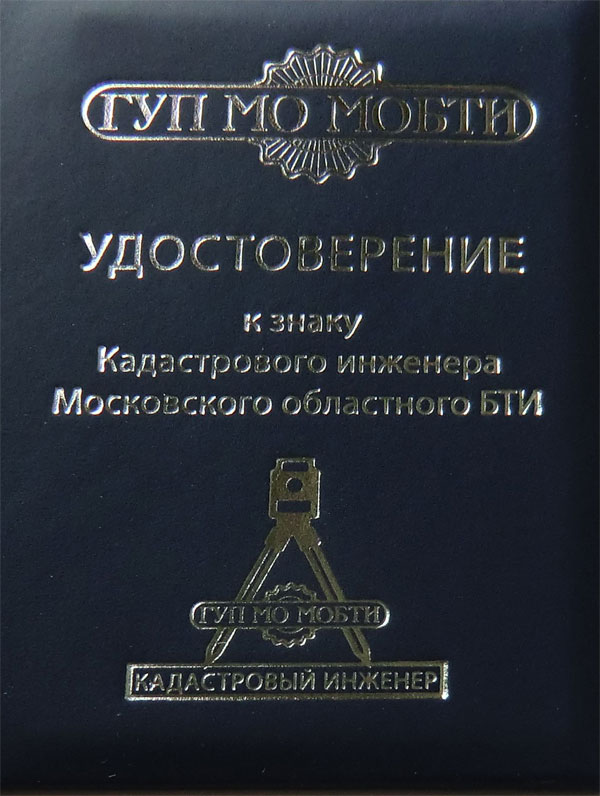 ГУП МО МОБТИ
УДОСТОВЕРЕНИЕ
к знаку
Кадастрового инженера
Московского областного БТИ
ГУП МО МОБТИ
КАДАСТРОВЫЙ ИНЖЕНЕР